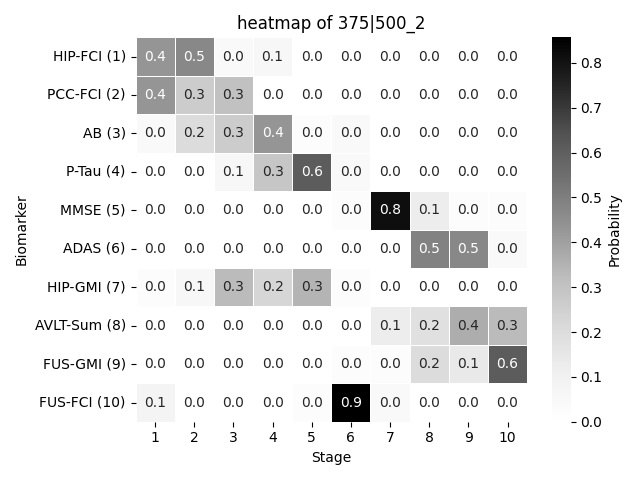 heatmap of 375|500_2
HIP-FCI (1) 0.4 0.5 0.0 0.1 0.0 0.0 0.0 0.0 0.0 0.0
PCC-FCI (2) 0.4 0.3 0.3 0.0 0.0 0.0 0.0 0.0 0.0 0.0
AB (3) 0.0 0.2 0.3 0.4 0.0 0.0 0.0 0.0 0.0 0.0
P-Tau (4) 0.0 0.0 0.1 0.3 0.6 0.0 0.0 0.0 0.0 0.0
MMSE (5) 0.0 0.0 0.0 0.0 0.0 0.0 0.8 0.1 0.0 0.0
ADAS (6) 0.0 0.0 0.0 0.0 0.0 0.0 0.0 0.5 0.5 0.0
HIP-GMI (7) 0.0 0.1 0.3 0.2 0.3 0.0 0.0 0.0 0.0 0.0
AVLT-Sum (8) 0.0 0.0 0.0 0.0 0.0 0.0 0.1 0.2 0.4 0.3
FUS-GMI (9) 0.0 0.0 0.0 0.0 0.0 0.0 0.0 0.2 0.1 0.6
FUS-FCI (10) 0.1 0.0 0.0 0.0 0.0 0.9 0.0 0.0 0.0 0.0
1 2 3 4 5 6 7 8 9 10
Stage
Biomarker
0.8
0.7
0.6
0.5
0.4
0.3
0.2
0.1
0.0
Probability